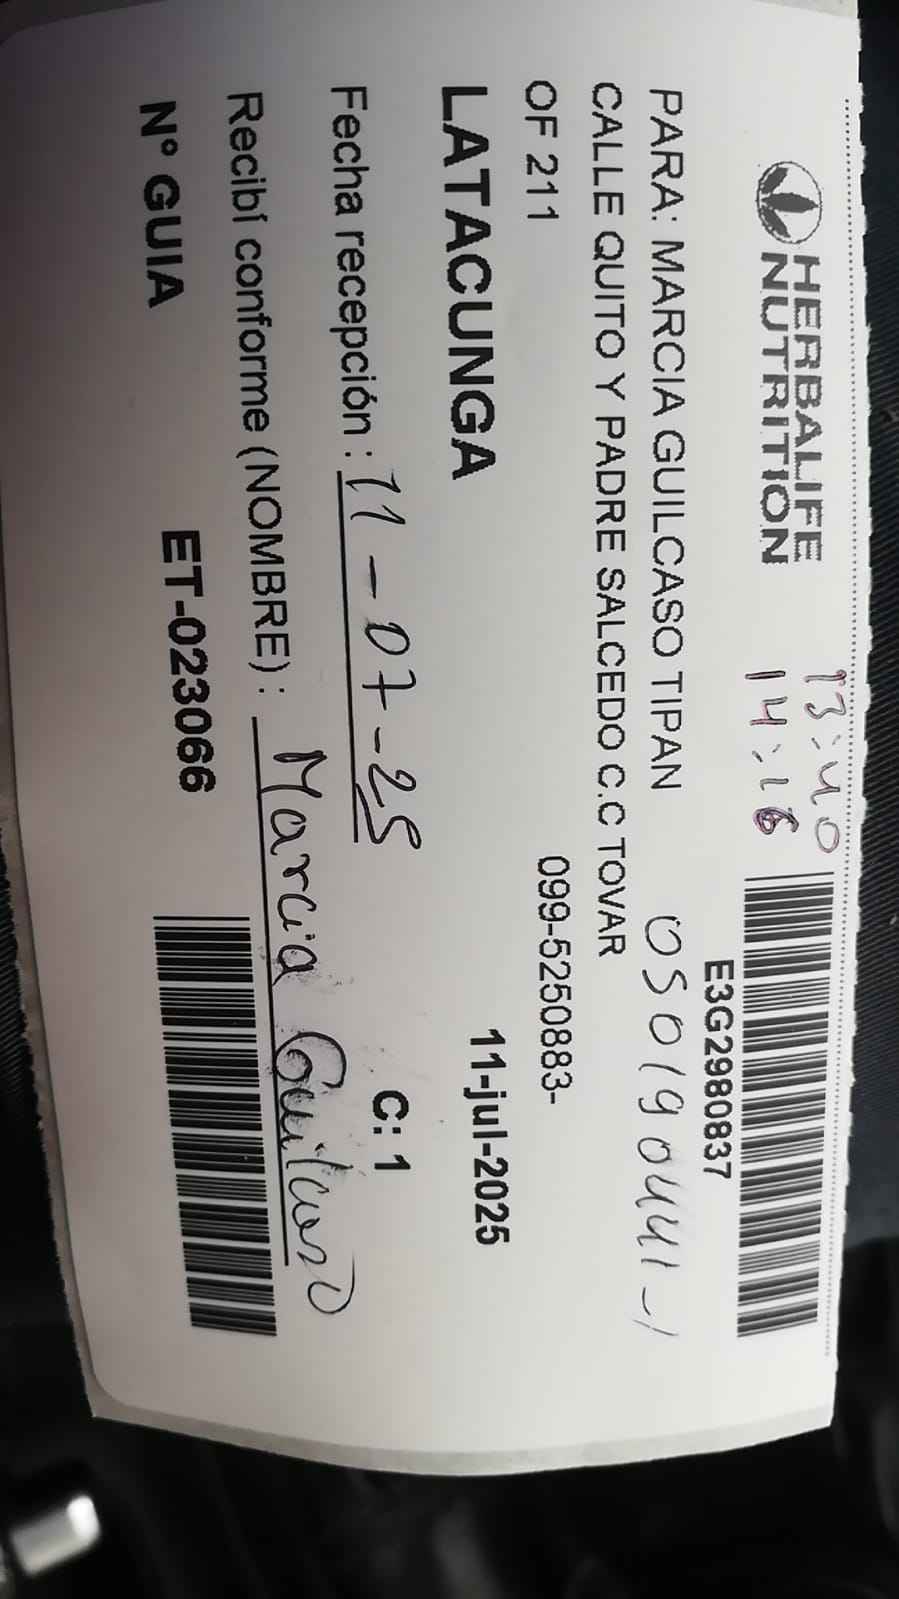 HERBALIFE
NUTRITION
13:40
14:16
E3G2980837
PARA: MARCIA GUILCASO TIPAN
050190441-1
CALLE QUITO Y PADRE SALCEDO C.C TOVAR
OF 211
099-5250883-
LATACUNGA
11-jul-2025
Fecha recepción : 11-07-25
C: 1
Recibí conforme (NOMBRE) : Marcia Guilcaso
N° GUIA
ET-023066